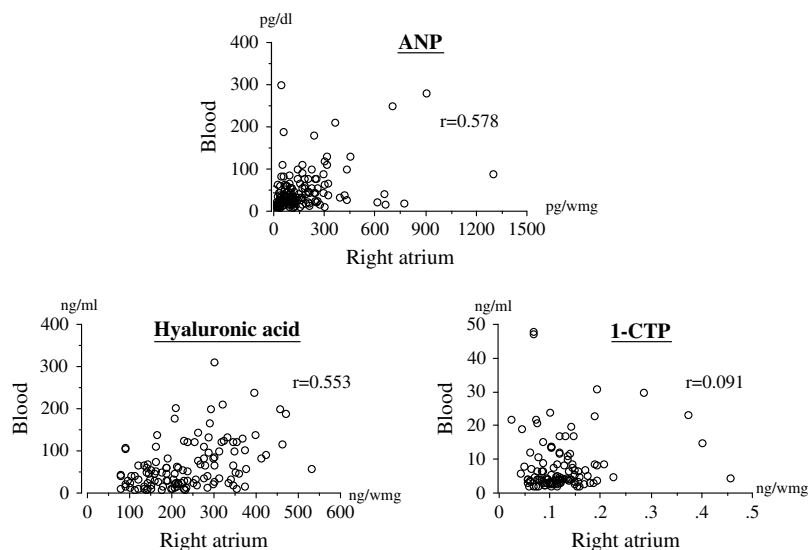 pg/dl
ANP
400
300
r=0.578
200
Blood
100
0
pg/wmg
0 300 600 900 1200 1500
Right atrium
ng/ml
Hyaluronic acid
400
300
r=0.553
200
Blood
100
0
ng/wmg
0 100 200 300 400 500 600
Right atrium
ng/ml
1-CTP
50
40
30
r=0.091
20
Blood
10
0
ng/wmg
0 .1 .2 .3 .4 .5
Right atrium